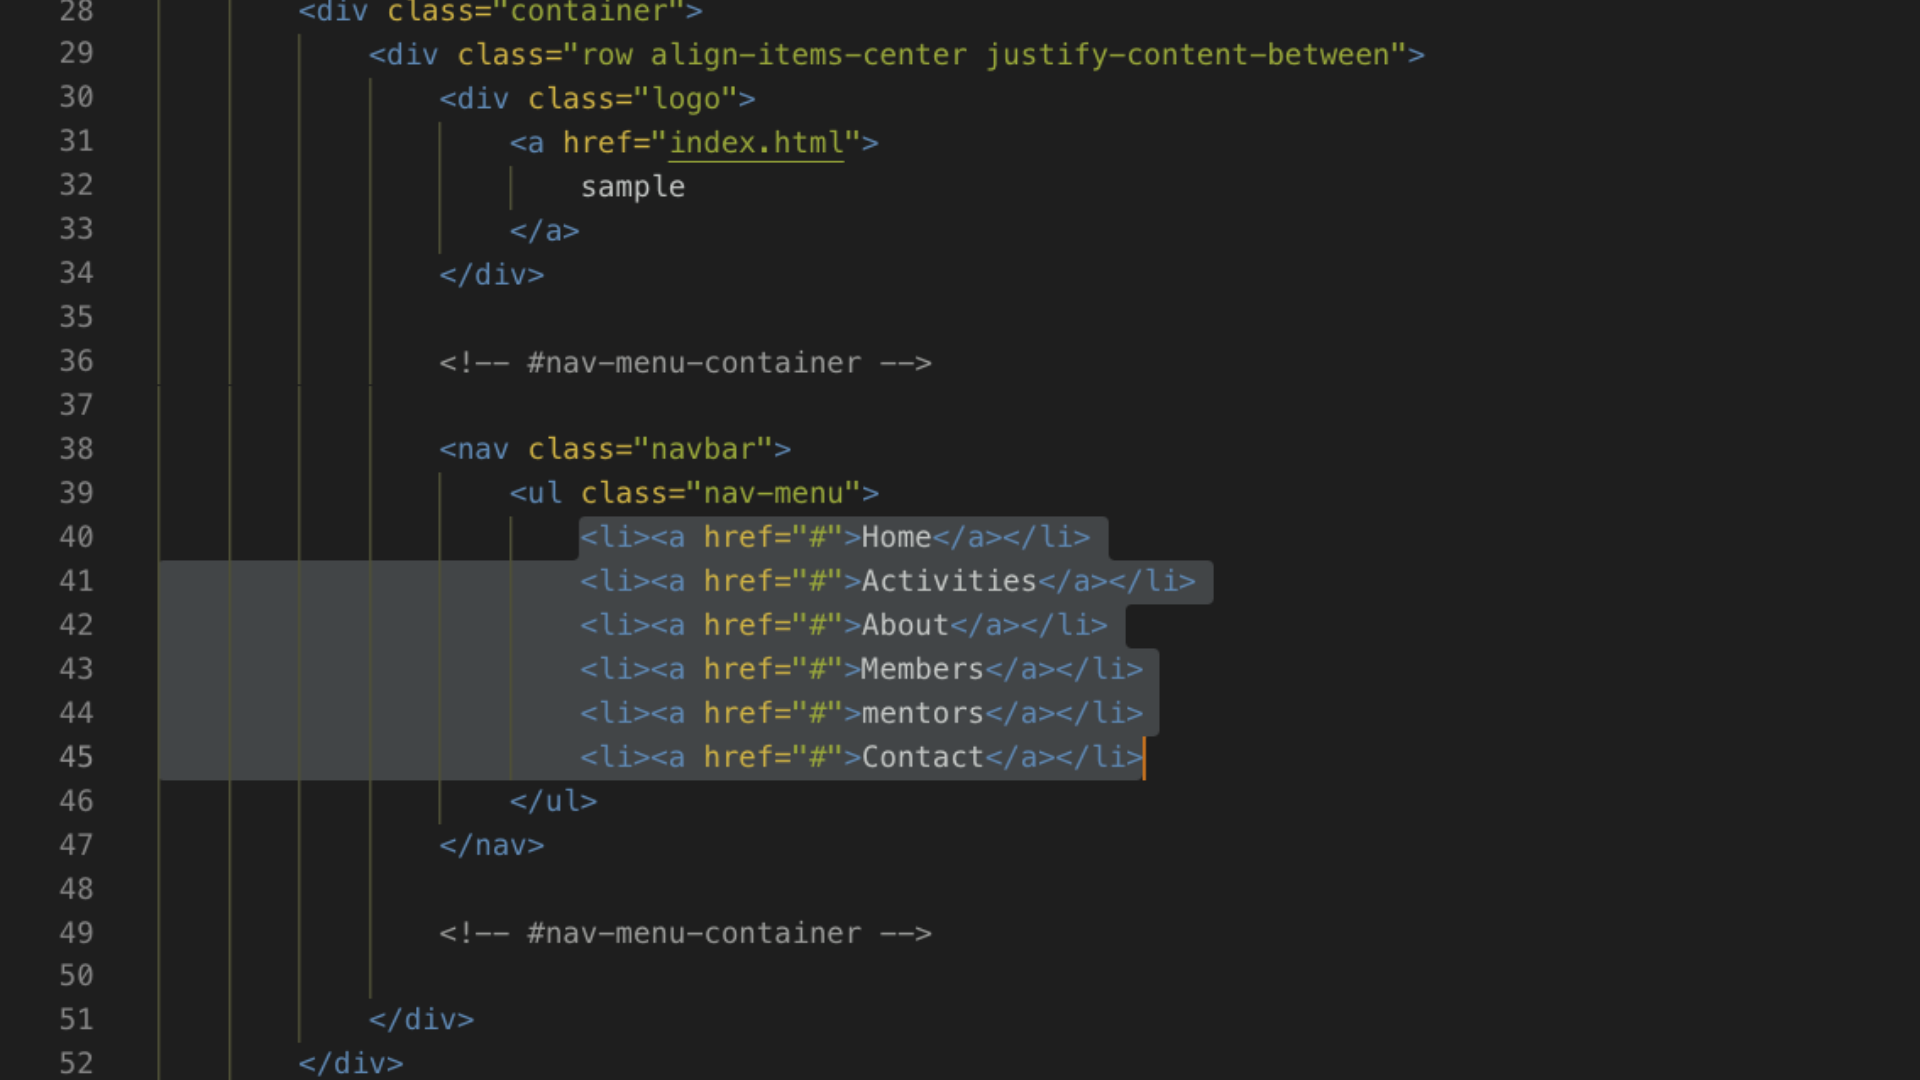 28 <div class="container">
29 <div class="row align-items-center justify-content-between">
30 <div class="logo">
31 <a href="index.html">
32 sample
33 </a>
34 </div>
35
36 <!-- #nav-menu-container -->
37
38 <nav class="navbar">
39 <ul class="nav-menu">
40 <li><a href="#">Home</a></li>
41 <li><a href="#">Activities</a></li>
42 <li><a href="#">About</a></li>
43 <li><a href="#">Members</a></li>
44 <li><a href="#">mentors</a></li>
45 <li><a href="#">Contact</a></li>
46 </ul>
47 </nav>
48
49 <!-- #nav-menu-container -->
50
51 </div>
52 </div>